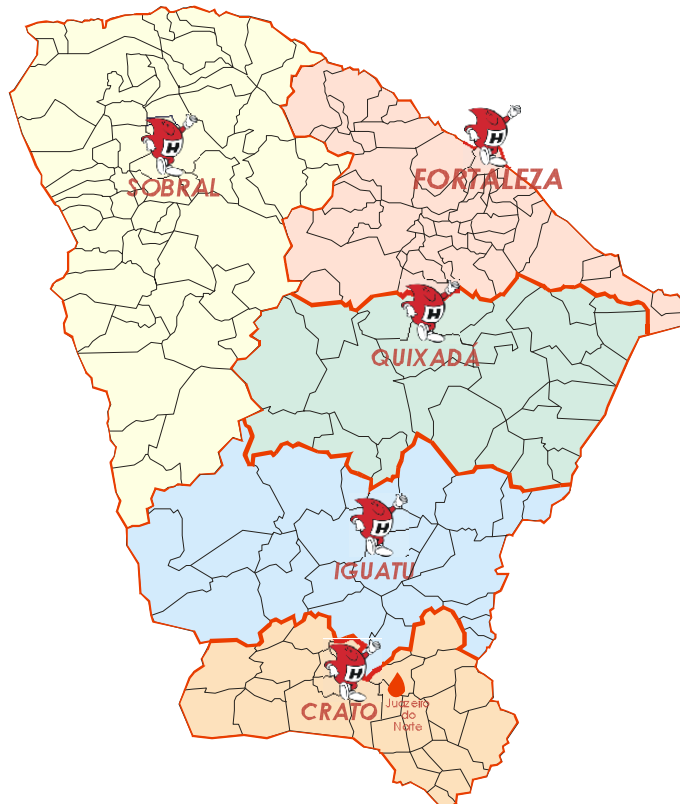 H
FORTALEZA
H
SOBRAL
H
QUIXADÁ
H
IGUATU
H
CRATO
Juazeiro
do
Norte